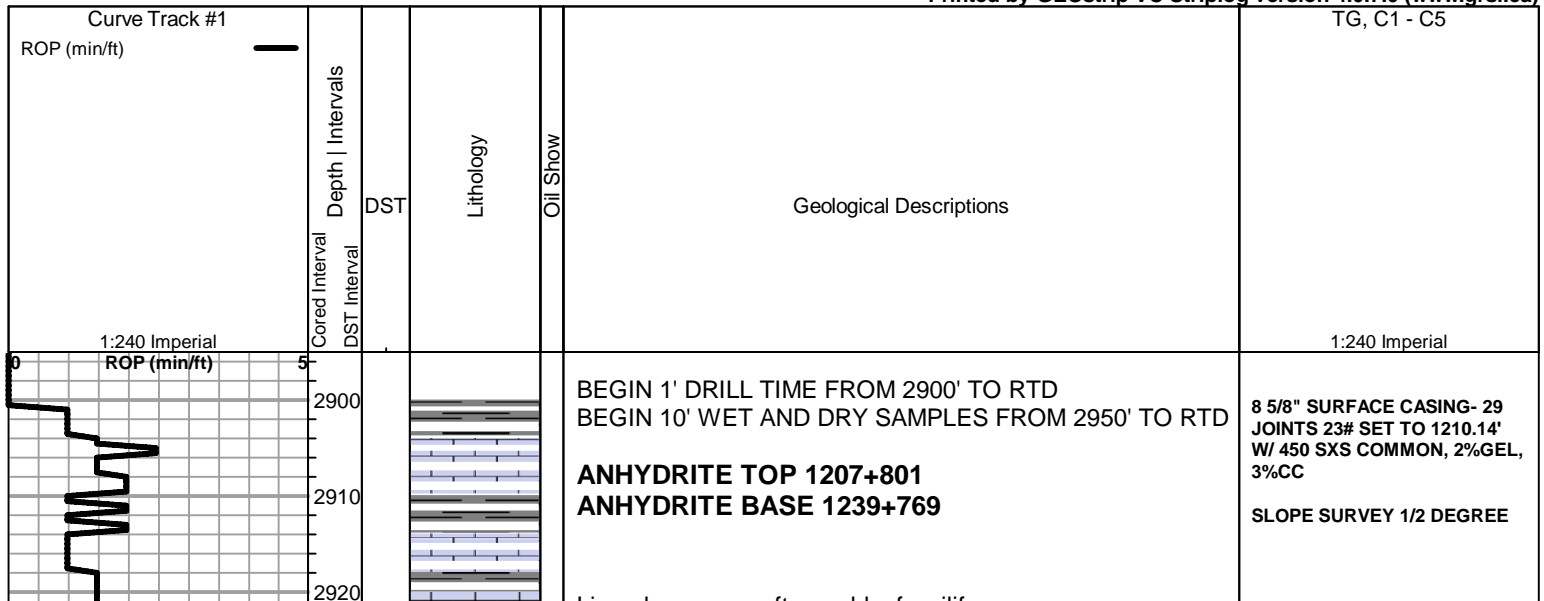 Curve Track #1
ROP (min/ft)
1:240 Imperial
Depth | Intervals
Cored Interval
DST Interval
DST
Lithology
Oil Show
Geological Descriptions
TG, C1 - C5
1:240 Imperial
0 ROP (min/ft) 5
2900
2910
2920
BEGIN 1' DRILL TIME FROM 2900' TO RTD
BEGIN 10' WET AND DRY SAMPLES FROM 2950' TO RTD
ANHYDRITE TOP 1207+801
ANHYDRITE BASE 1239+769
8 5/8" SURFACE CASING- 29
JOINTS 23# SET TO 1210.14'
W/ 450 SXS COMMON, 2%GEL,
3%CC
SLOPE SURVEY 1/2 DEGREE